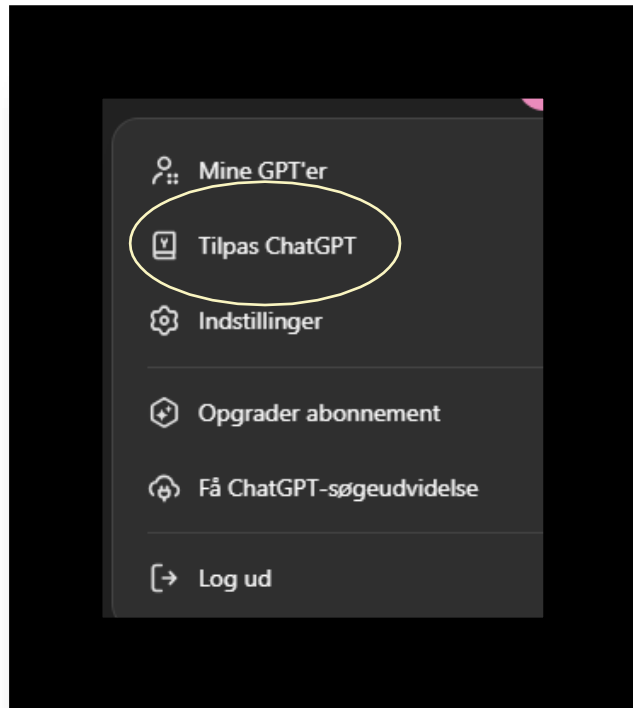 Mine GPT'er
Tilpas ChatGPT
Indstillinger
Opgrader abonnement
Få ChatGPT-søgeudvidelse
Log ud